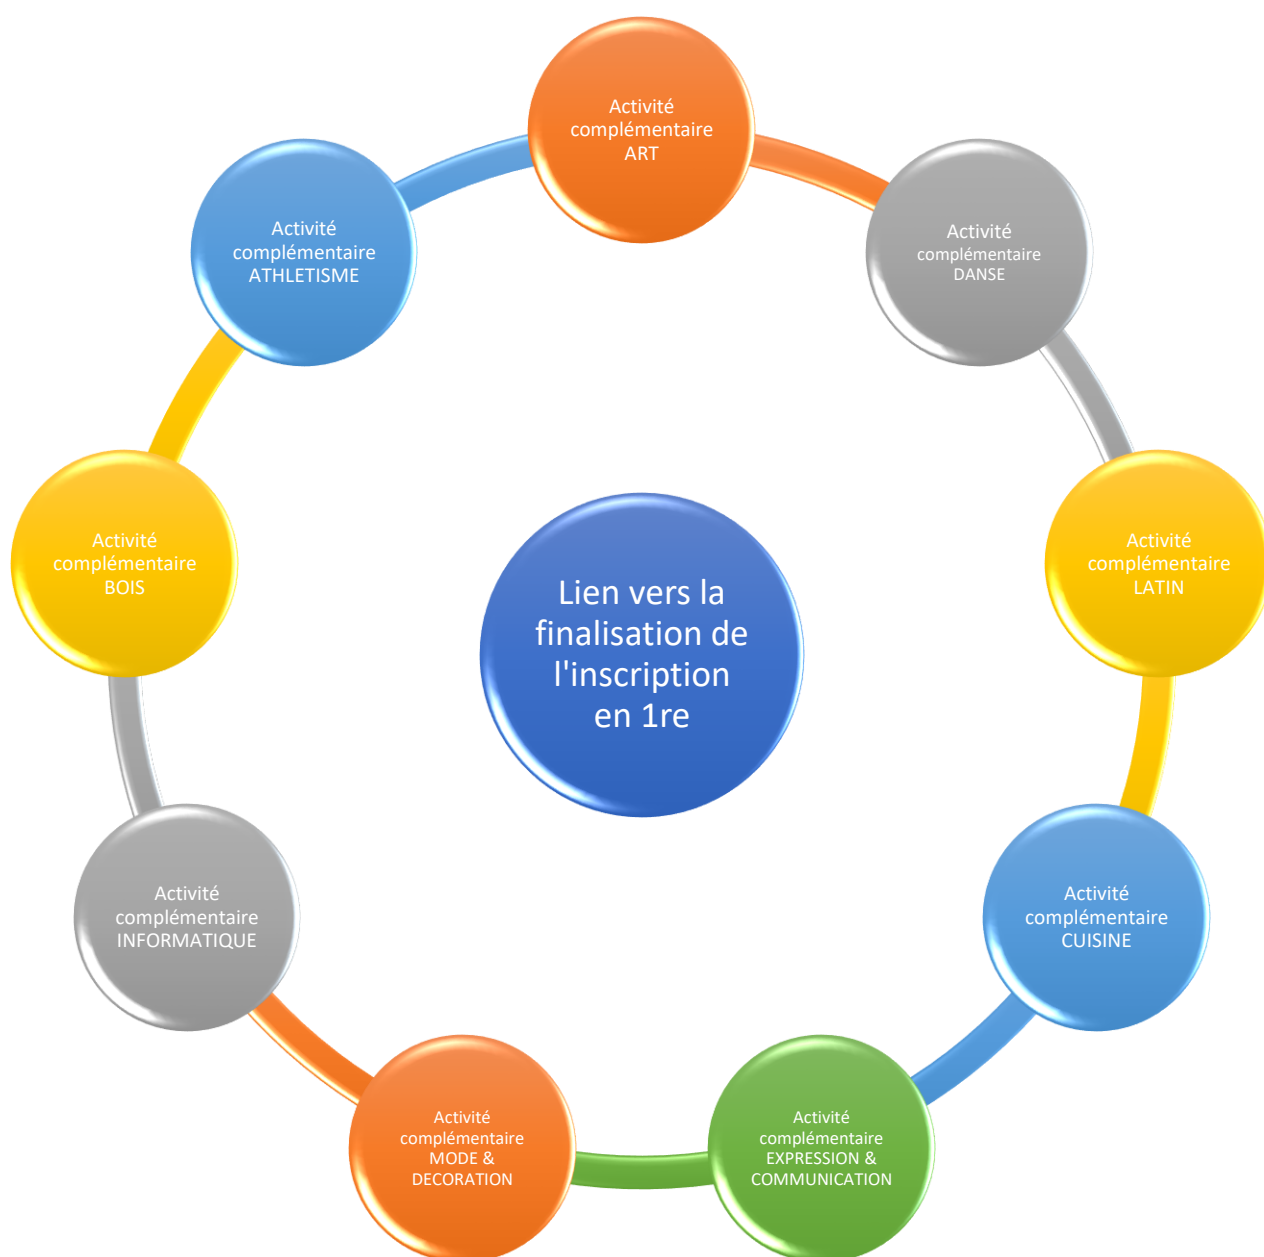 Activité
complémentaire
ART
Activité
complémentaire
DANSE
Activité
complémentaire
LATIN
Activité
complémentaire
CUISINE
Activité
complémentaire
EXPRESSION &
COMMUNICATION
Activité
complémentaire
MODE &
DECORATION
Activité
complémentaire
INFORMATIQUE
Activité
complémentaire
BOIS
Activité
complémentaire
ATHLETISME
Lien vers la
finalisation de
l'inscription
en 1re